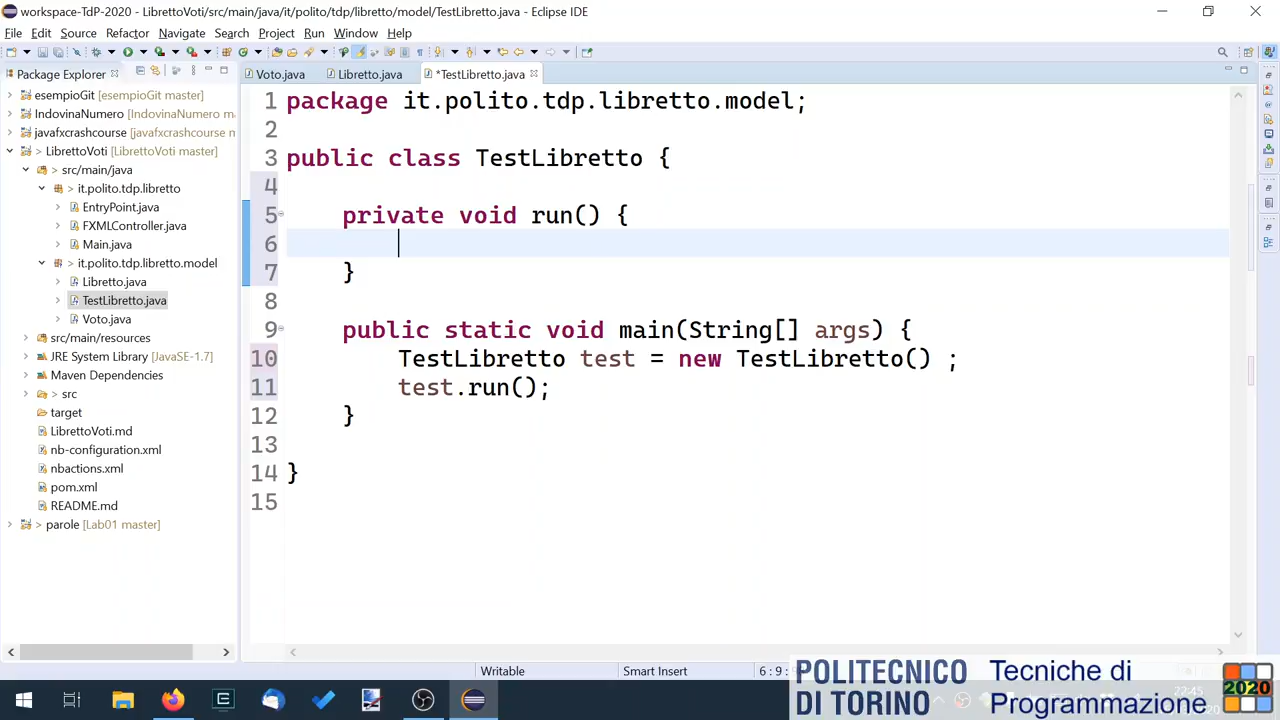 workspace-TdP-2020 - LibrettoVoti/src/main/java/it/polito/tdp/libretto/model/TestLibretto.java - Eclipse IDE
File Edit Source Refactor Navigate Search Project Run Window Help
Package Explorer
Voto.java Libretto.java *TestLibretto.java
> esempioGit [esempioGit master]
> IndovinaNumero [IndovinaNumero ma
> javafxcrashcourse [javafxcrashcourse m
> LibrettoVoti [LibrettoVoti master]
> src/main/java
> it.polito.tdp.libretto
> EntryPoint.java
> FXMLController.java
> Main.java
> it.polito.tdp.libretto.model
Libretto.java
TestLibretto.java
Voto.java
src/main/resources
JRE System Library [JavaSE-1.7]
Maven Dependencies
> src
target
LibrettoVoti.md
nb-configuration.xml
nbactions.xml
pom.xml
README.md
> parole [Lab01 master]
1 package it.polito.tdp.libretto.model;
2
3 public class TestLibretto {
4
5 private void run() {
6
7 }
8
9 public static void main(String[] args) {
10 TestLibretto test = new TestLibretto() ;
11 test.run();
12 }
13
14 }
15
Writable Smart Insert 6 : 9 :
POLITECNICO
DI TORINO
Tecniche di
Programmazione
2020
22:45